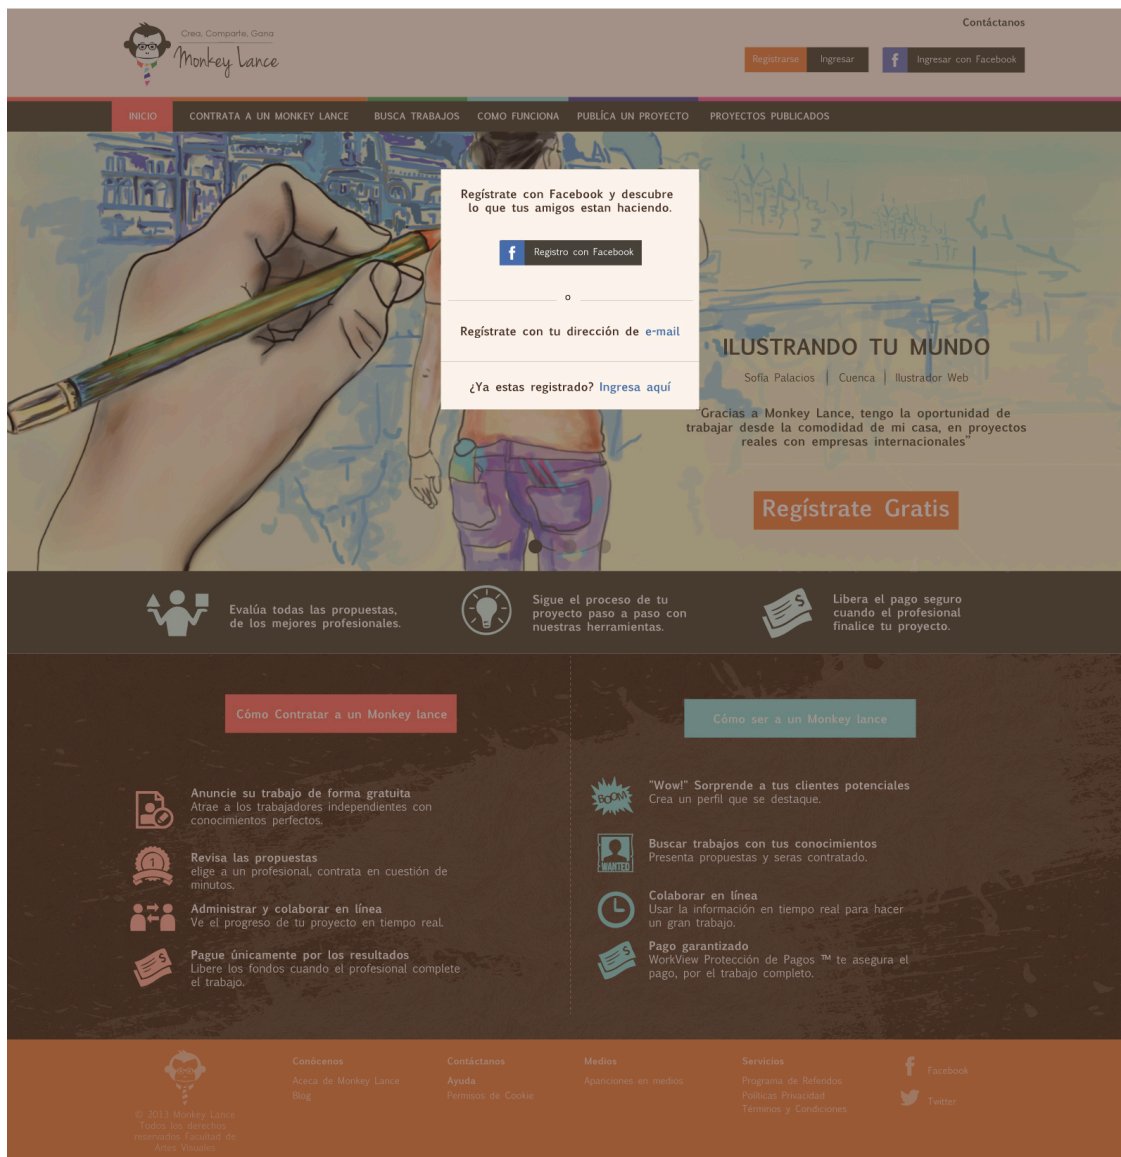 Contáctanos
Crea, Comparte, Gana
Monkey Lance
Registrarse
Ingresar
Ingresar con Facebook
INICIO
CONTRATA A UN MONKEY LANCE
BUSCA TRABAJOS
COMO FUNCIONA
PUBLÍCA UN PROYECTO
PROYECTOS PUBLICADOS
Regístrate con Facebook y descubre
lo que tus amigos estan haciendo.
Registro con Facebook
o
Regístrate con tu dirección de e-mail
¿Ya estas registrado? Ingresa aquí
ILUSTRANDO TU MUNDO
Sofía Palacios | Cuenca | Ilustrador Web
"Gracias a Monkey Lance, tengo la oportunidad de
trabajar desde la comodidad de mi casa, en proyectos
reales con empresas internacionales"
Regístrate Gratis
Evalúa todas las propuestas,
de los mejores profesionales.
Sigue el proceso de tu
proyecto paso a paso con
nuestras herramientas.
Libera el pago seguro
cuando el profesional
finalice tu proyecto.
Cómo Contratar a un Monkey lance
Anuncie su trabajo de forma gratuita
Atrae a los trabajadores independientes con
conocimientos perfectos.
1
Revisa las propuestas
elige a un profesional, contrata en cuestión de
minutos.
Administrar y colaborar en línea
Ve el progreso de tu proyecto en tiempo real.
Pague únicamente por los resultados
Libere los fondos cuando el profesional complete
el trabajo.
Cómo ser a un Monkey lance
BOOM
"Wow!" Sorprende a tus clientes potenciales
Crea un perfil que se destaque.
WANTED
Buscar trabajos con tus conocimientos
Presenta propuestas y seras contratado.
Colaborar en línea
Usar la información en tiempo real para hacer
un gran trabajo.
Pago garantizado
WorkView Protección de Pagos ™ te asegura el
pago, por el trabajo completo.
© 2013 Monkey Lance
Todos los derechos
reservados Facultad de
Artes Visuales
Conócenos
Aceca de Monkey Lance
Blog
Contáctanos
Ayuda
Permisos de Cookie
Medios
Apariciones en medios
Servicios
Programa de Referidos
Políticas Privacidad
Términos y Condiciones
Facebook
Twitter